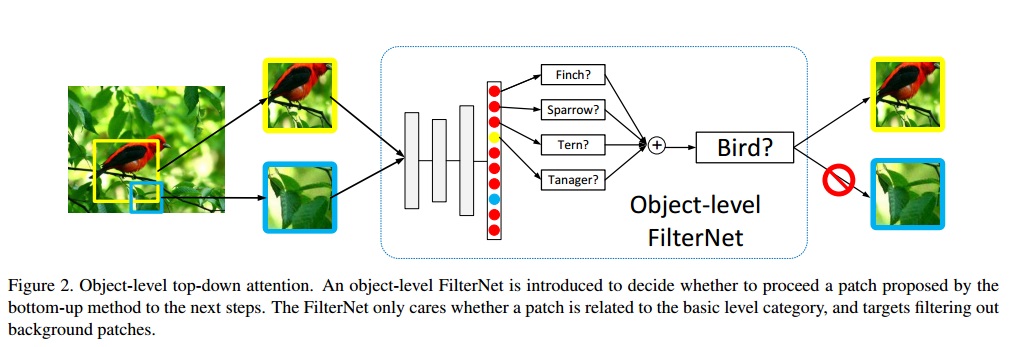 Finch?
Sparrow?
Tern?
Tanager?
+
Bird?
Object-level
FilterNet
Figure 2. Object-level top-down attention. An object-level FilterNet is introduced to decide whether to proceed a patch proposed by the
bottom-up method to the next steps. The FilterNet only cares whether a patch is related to the basic level category, and targets filtering out
background patches.